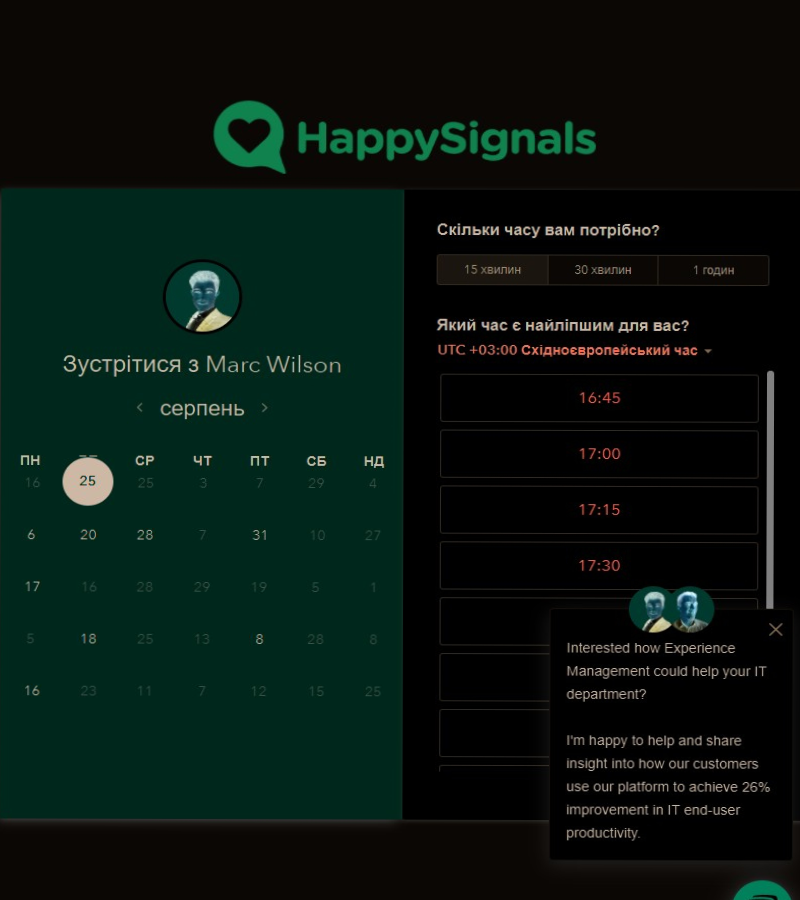 HappySignals
Зустрітися з Marc Wilson
серпень
ПН СР ЧТ ПТ СБ НД
16 25 25 3 7 29 4
6 20 28 7 31 10 27
17 16 28 29 19 5 1
5 18 25 13 8 28 8
16 23 11 7 12 15 25
Скільки часу вам потрібно?
15 хвилин 30 хвилин 1 годин
Який час є найліпшим для вас?
UTC +03:00 Східноєвропейський час
16:45
17:00
17:15
17:30
Interested how Experience
Management could help your IT
department?
I'm happy to help and share
insight into how our customers
use our platform to achieve 26%
improvement in IT end-user
productivity.